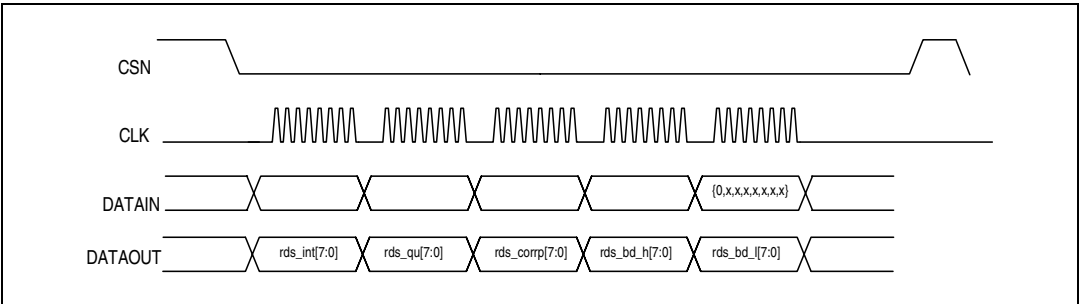 CSN
CLK
DATAIN
{0,x,x,x,x,x,x,x}
DATAOUT
rds_int[7:0]
rds_qu[7:0]
rds_corrp[7:0]
rds_bd_h[7:0]
rds_bd_l[7:0]